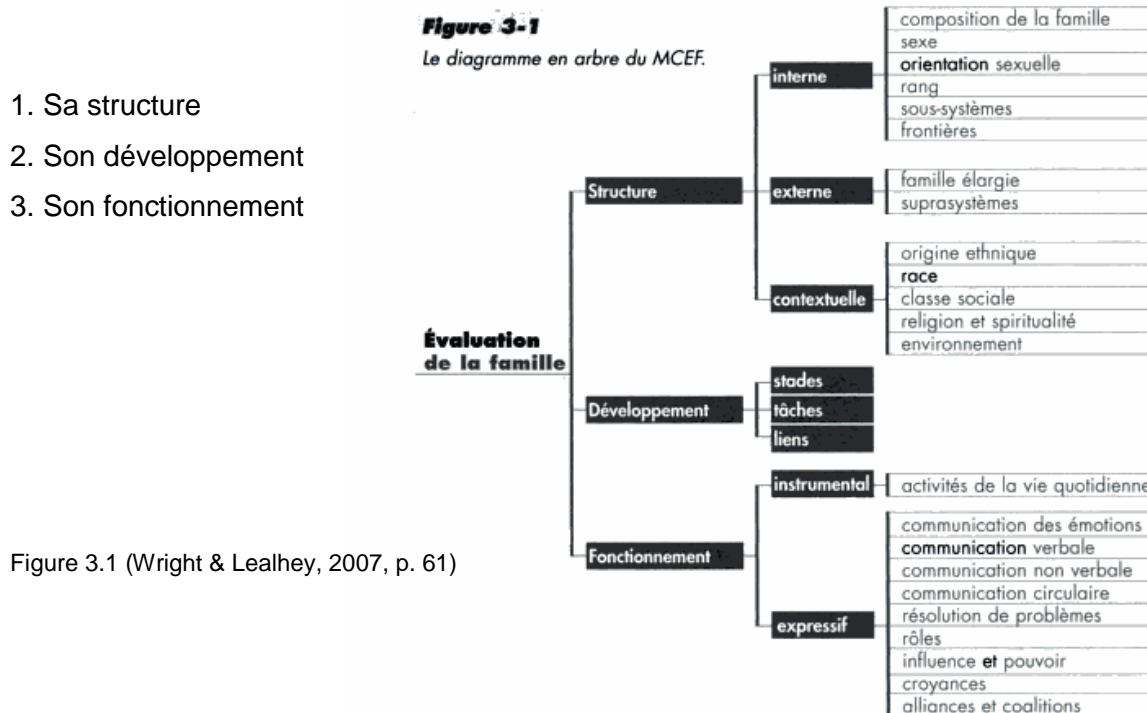 1. Sa structure
2. Son développement
3. Son fonctionnement
Figure 3.1 (Wright & Lealhey, 2007, p. 61)
Figure 3-1
Le diagramme en arbre du MCEF.
Évaluation
de la famille
Structure
interne
composition de la famille
sexe
orientation sexuelle
rang
sous-systèmes
frontières
externe
famille élargie
suprasystèmes
contextuelle
origine ethnique
race
classe sociale
religion et spiritualité
environnement
Développement
stades
tâches
liens
Fonctionnement
instrumental
activités de la vie quotidienne
expressif
communication des émotions
communication verbale
communication non verbale
communication circulaire
résolution de problèmes
rôles
influence et pouvoir
croyances
alliances et coalitions